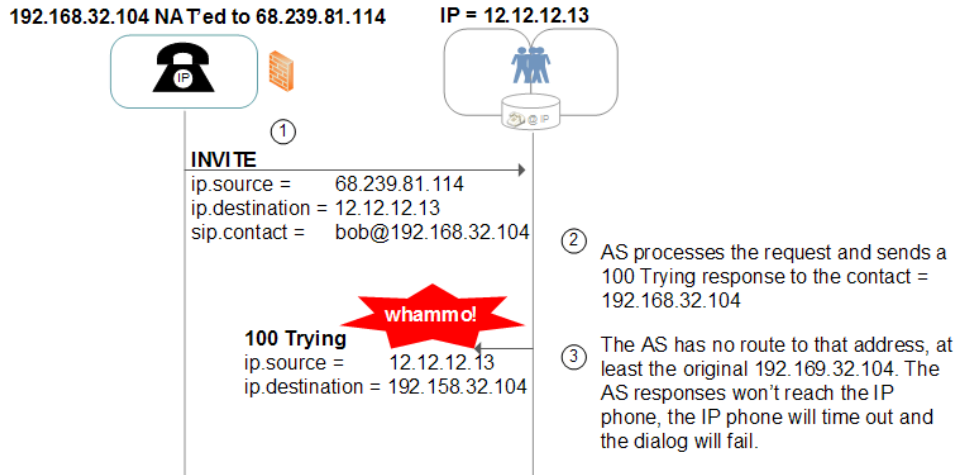 192.168.32.104 NAT'ed to 68.239.81.114
IP = 12.12.12.13
IP
@ IP
1
INVITE
ip.source = 68.239.81.114
ip.destination = 12.12.12.13
sip.contact = bob@192.168.32.104
2
AS processes the request and sends a
100 Trying response to the contact =
192.168.32.104
whammo!
100 Trying
ip.source = 12.12.12.13
ip.destination = 192.158.32.104
3
The AS has no route to that address, at
least the original 192.169.32.104. The
AS responses won't reach the IP
phone, the IP phone will time out and
the dialog will fail.